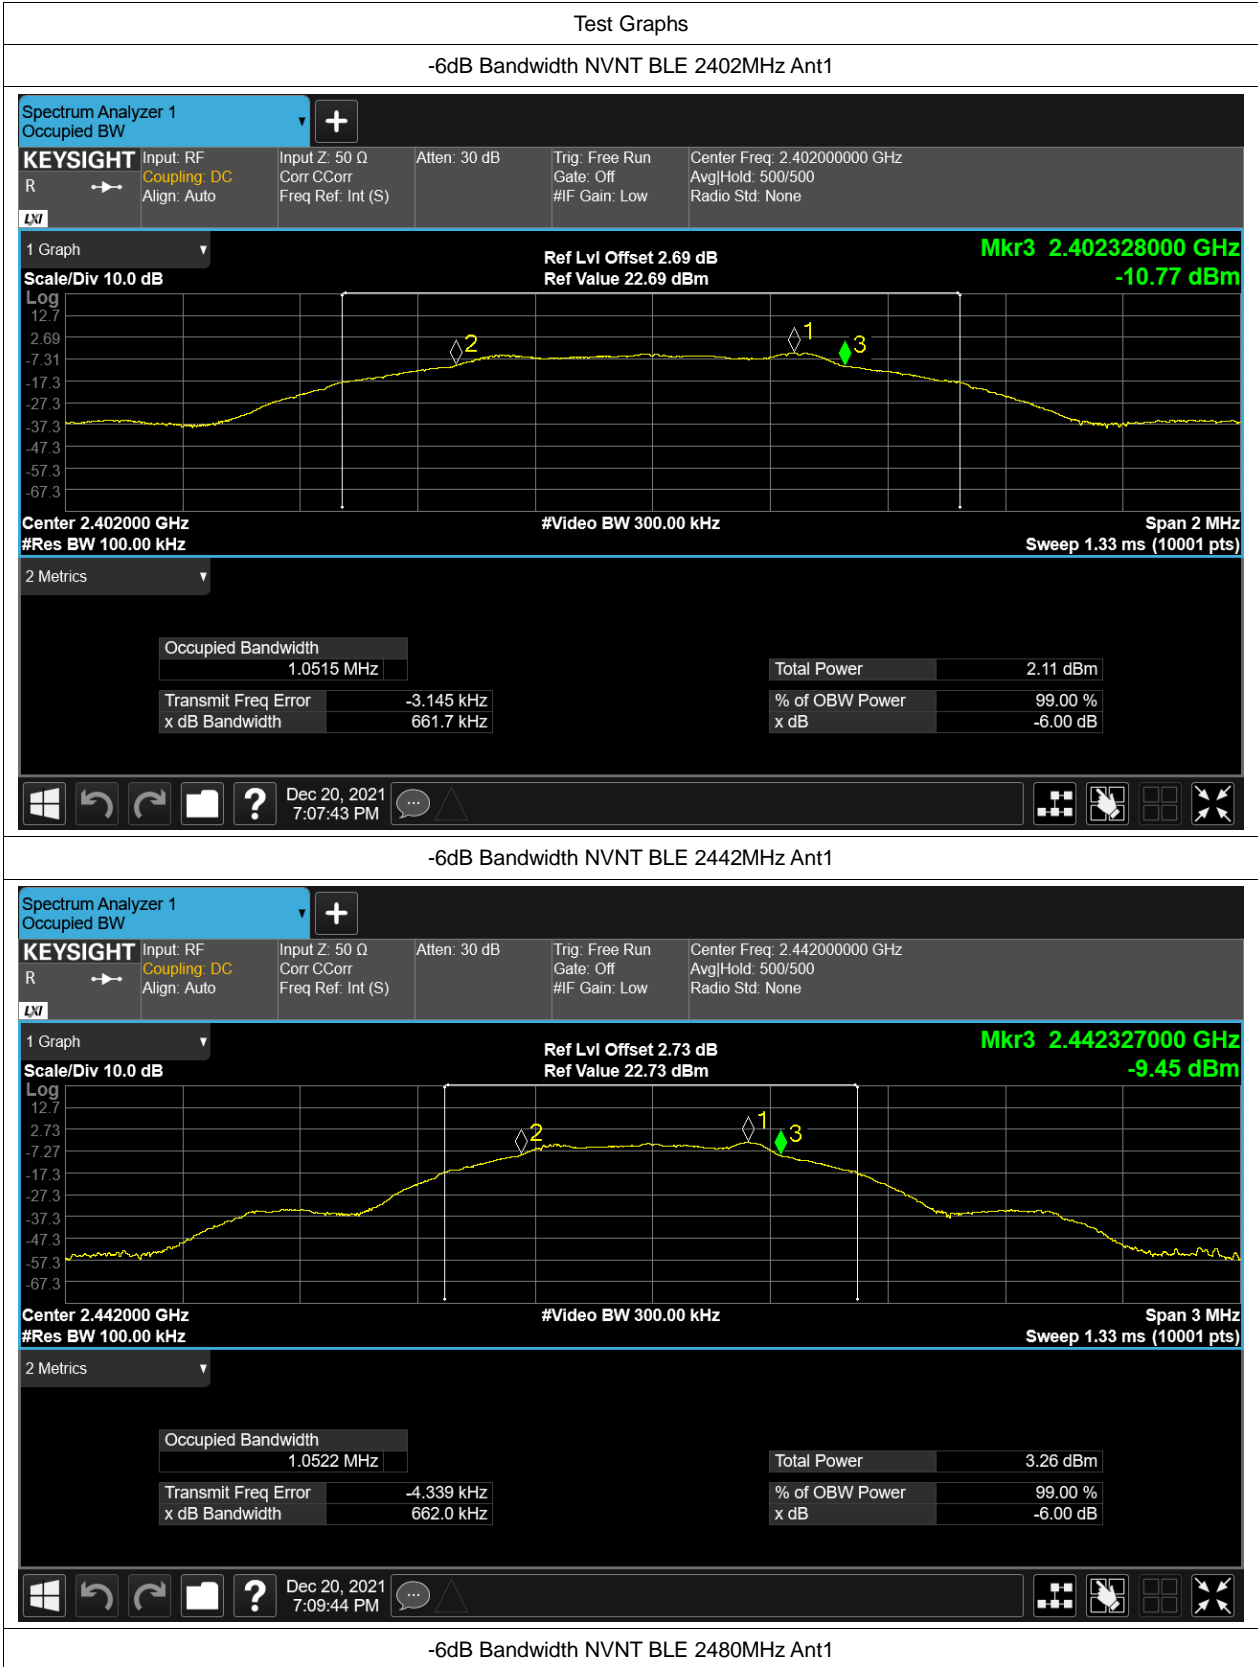 Test Graphs
-6dB Bandwidth NVNT BLE 2402MHz Ant1
Spectrum Analyzer 1
Occupied BW
KEYSIGHT Input: RF Input Z: 50 Ω Atten: 30 dB Trig: Free Run Center Freq: 2.402000000 GHz
R Coupling: DC Corr CCorr Gate: Off Avg|Hold: 500/500
Align: Auto Freq Ref: Int (S) #IF Gain: Low Radio Std: None
LXI
1 Graph Ref Lvl Offset 2.69 dB Mkr3 2.402328000 GHz
Scale/Div 10.0 dB Ref Value 22.69 dBm -10.77 dBm
Log
12.7
2.69
-7.31
-17.3
-27.3
-37.3
-47.3
-57.3
-67.3
2
1
3
Center 2.402000 GHz #Video BW 300.00 kHz Span 2 MHz
#Res BW 100.00 kHz Sweep 1.33 ms (10001 pts)
2 Metrics
Occupied Bandwidth
1.0515 MHz Total Power 2.11 dBm
Transmit Freq Error -3.145 kHz % of OBW Power 99.00 %
x dB Bandwidth 661.7 kHz x dB -6.00 dB
? Dec 20, 2021
7:07:43 PM
-6dB Bandwidth NVNT BLE 2442MHz Ant1
Spectrum Analyzer 1
Occupied BW
KEYSIGHT Input: RF Input Z: 50 Ω Atten: 30 dB Trig: Free Run Center Freq: 2.442000000 GHz
R Coupling: DC Corr CCorr Gate: Off Avg|Hold: 500/500
Align: Auto Freq Ref: Int (S) #IF Gain: Low Radio Std: None
LXI
1 Graph Ref Lvl Offset 2.73 dB Mkr3 2.442327000 GHz
Scale/Div 10.0 dB Ref Value 22.73 dBm -9.45 dBm
Log
12.7
2.73
-7.27
-17.3
-27.3
-37.3
-47.3
-57.3
-67.3
2
1
3
Center 2.442000 GHz #Video BW 300.00 kHz Span 3 MHz
#Res BW 100.00 kHz Sweep 1.33 ms (10001 pts)
2 Metrics
Occupied Bandwidth
1.0522 MHz Total Power 3.26 dBm
Transmit Freq Error -4.339 kHz % of OBW Power 99.00 %
x dB Bandwidth 662.0 kHz x dB -6.00 dB
? Dec 20, 2021
7:09:44 PM
-6dB Bandwidth NVNT BLE 2480MHz Ant1